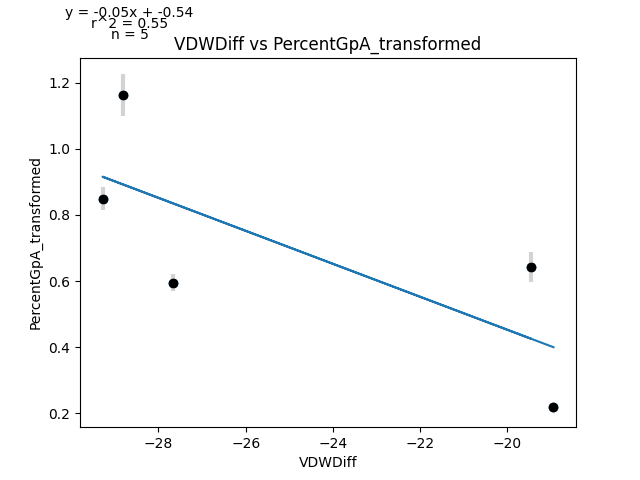 y = -0.05x + -0.54
r^2 = 0.55
n = 5
VDWDiff vs PercentGpA_transformed
1.2
1.0
0.8
0.6
0.4
0.2
PercentGpA_transformed
−28
−26
−24
−22
−20
VDWDiff